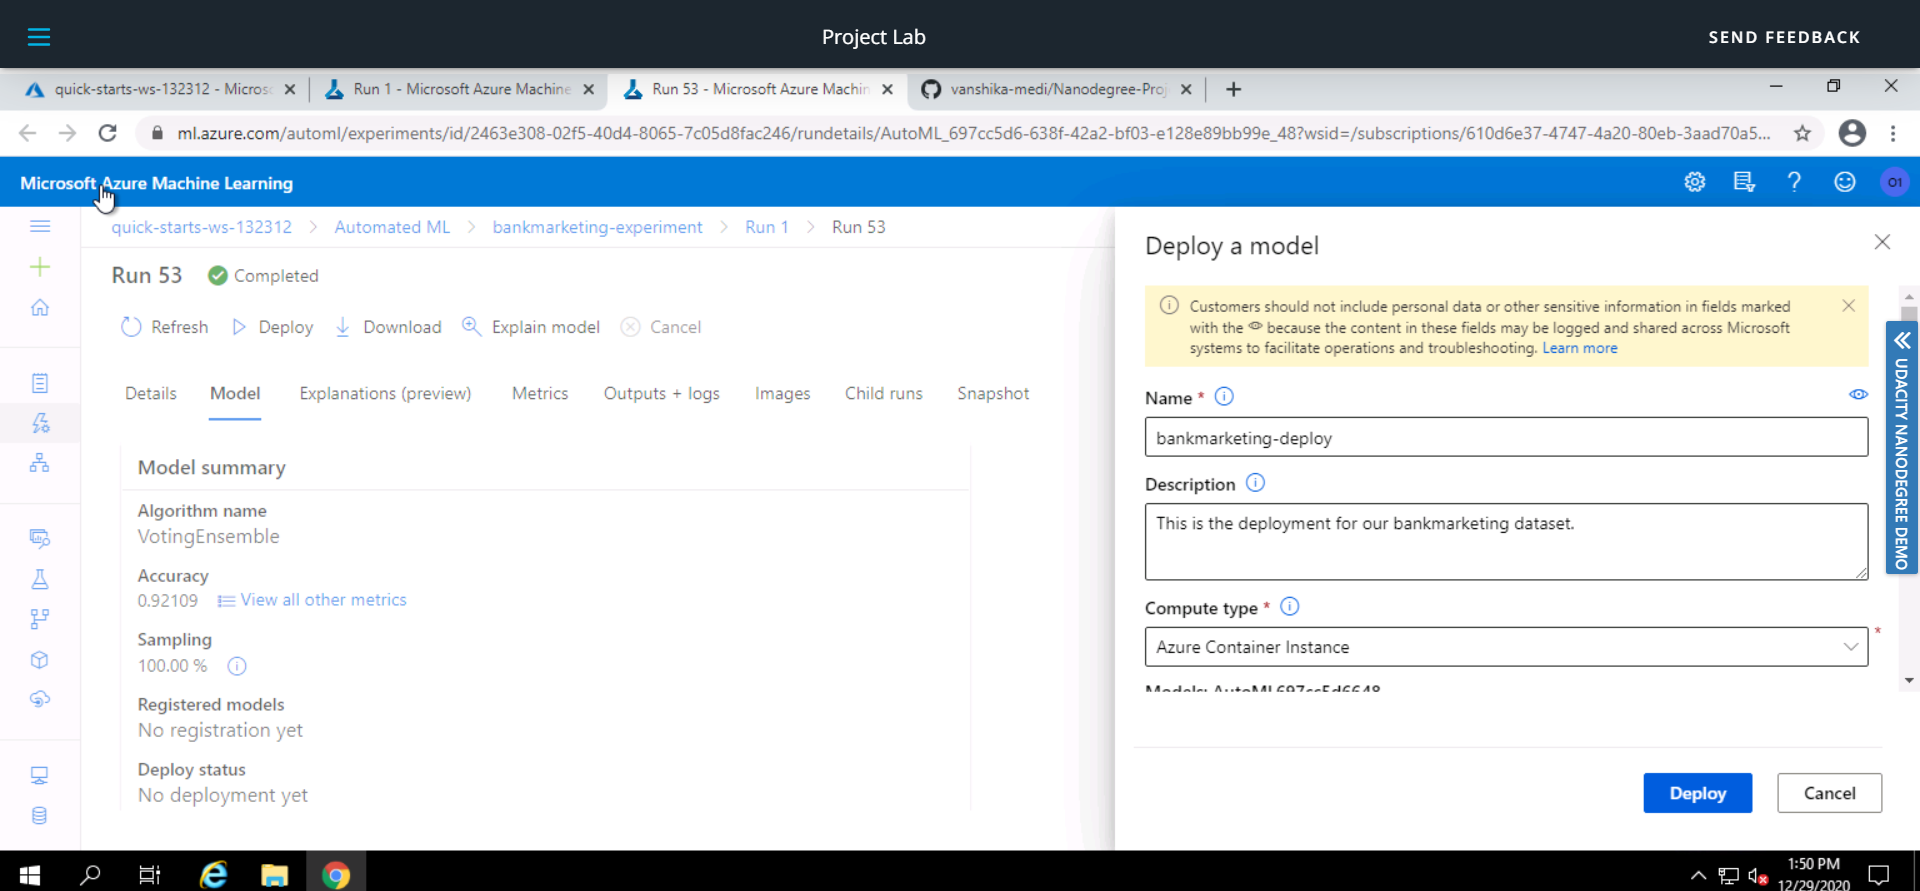 Project Lab
SEND FEEDBACK
quick-starts-ws-132312 - Micros
Run 1 - Microsoft Azure Machine
Run 53 - Microsoft Azure Machin
vanshika-medi/Nanodegree-Proj
ml.azure.com/automl/experiments/id/2463e308-02f5-40d4-8065-7c05d8fac246/rundetails/AutoML_697cc5d6-638f-42a2-bf03-e128e89bb99e_48?wsid=/subscriptions/610d6e37-4747-4a20-80eb-3aad70a5...
Microsoft Azure Machine Learning
O1
quick-starts-ws-132312 > Automated ML > bankmarketing-experiment > Run 1 > Run 53
Run 53 Completed
Refresh Deploy Download Explain model Cancel
Details Model Explanations (preview) Metrics Outputs + logs Images Child runs Snapshot
Model summary
Algorithm name
VotingEnsemble
Accuracy
0.92109 View all other metrics
Sampling
100.00 %
Registered models
No registration yet
Deploy status
No deployment yet
Deploy a model
Customers should not include personal data or other sensitive information in fields marked
with the because the content in these fields may be logged and shared across Microsoft
systems to facilitate operations and troubleshooting. Learn more
Name *
bankmarketing-deploy
Description
This is the deployment for our bankmarketing dataset.
Compute type *
Azure Container Instance
*
Models: AutoML697cc5d6648
Deploy
Cancel
UDACITY NANODEGREE DEMO
1:50 PM
12/29/2020